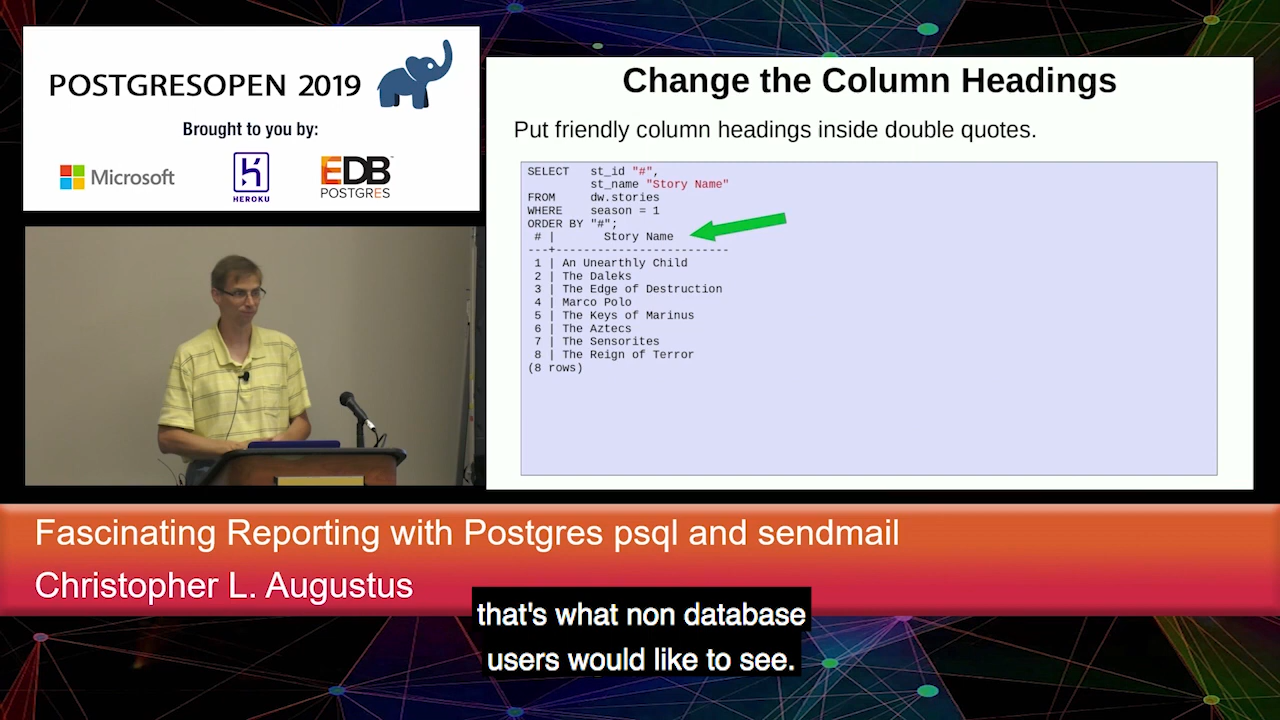 POSTGRESOPEN 2019
Brought to you by:
Microsoft
HEROKU
EDB
POSTGRES
Change the Column Headings
Put friendly column headings inside double quotes.
SELECT st_id "#",
st_name "Story Name"
FROM dw.stories
WHERE season = 1
ORDER BY "#";
# | Story Name
---+-------------------------
1 | An Unearthly Child
2 | The Daleks
3 | The Edge of Destruction
4 | Marco Polo
5 | The Keys of Marinus
6 | The Aztecs
7 | The Sensorites
8 | The Reign of Terror
(8 rows)
Fascinating Reporting with Postgres psql and sendmail
Christopher L. Augustus
that's what non database
users would like to see.